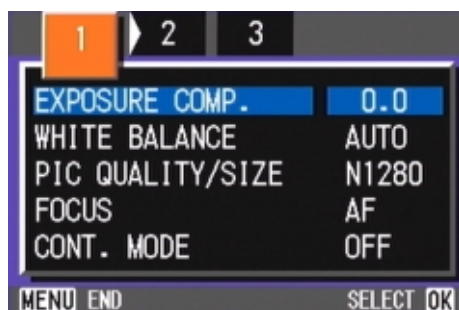 1 2 3
EXPOSURE COMP. 0.0
WHITE BALANCE AUTO
PIC QUALITY/SIZE N1280
FOCUS AF
CONT. MODE OFF
MENU END SELECT OK